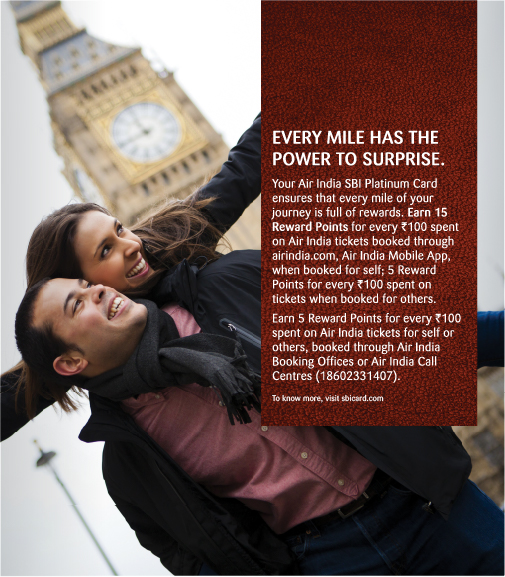 EVERY MILE HAS THE
POWER TO SURPRISE.
Your Air India SBI Platinum Card
ensures that every mile of your
journey is full of rewards. Earn 15
Reward Points for every ₹100 spent
on Air India tickets booked through
airindia.com, Air India Mobile App,
when booked for self; 5 Reward
Points for every ₹100 spent on
tickets when booked for others.
Earn 5 Reward Points for every ₹100
spent on Air India tickets for self or
others, booked through Air India
Booking Offices or Air India Call
Centres (18602331407).
To know more, visit sbicard.com